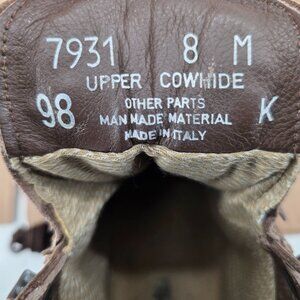 7931 8 M
UPPER COWHIDE
98 OTHER PARTS K
MAN MADE MATERIAL
MADE IN ITALY